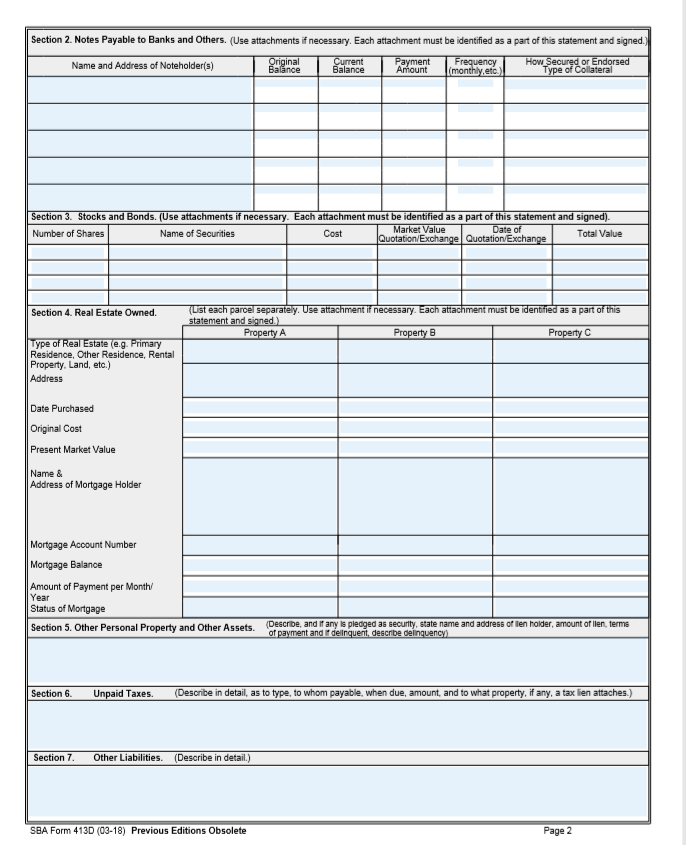 Section 2. Notes Payable to Banks and Others. (Use attachments if necessary. Each attachment must be identified as a part of this statement and signed.)
Name and Address of Noteholder(s) Original Balance Current Balance Payment Amount Frequency (monthly,etc.) How Secured or Endorsed Type of Collateral
Section 3. Stocks and Bonds. (Use attachments if necessary. Each attachment must be identified as a part of this statement and signed).
Number of Shares Name of Securities Cost Market Value Quotation/Exchange Date of Quotation/Exchange Total Value
Section 4. Real Estate Owned. (List each parcel separately. Use attachment if necessary. Each attachment must be identified as a part of this
statement and signed.)
Property A Property B Property C
Type of Real Estate (e.g. Primary
Residence, Other Residence, Rental
Property, Land, etc.)
Address
Date Purchased
Original Cost
Present Market Value
Name &
Address of Mortgage Holder
Mortgage Account Number
Mortgage Balance
Amount of Payment per Month/
Year
Status of Mortgage
Section 5. Other Personal Property and Other Assets. (Describe, and if any is pledged as security, state name and address of lien holder, amount of lien, terms
of payment and if delinquent, describe delinquency)
Section 6. Unpaid Taxes. (Describe in detail, as to type, to whom payable, when due, amount, and to what property, if any, a tax lien attaches.)
Section 7. Other Liabilities. (Describe in detail.)
SBA Form 413D (03-18) Previous Editions Obsolete Page 2